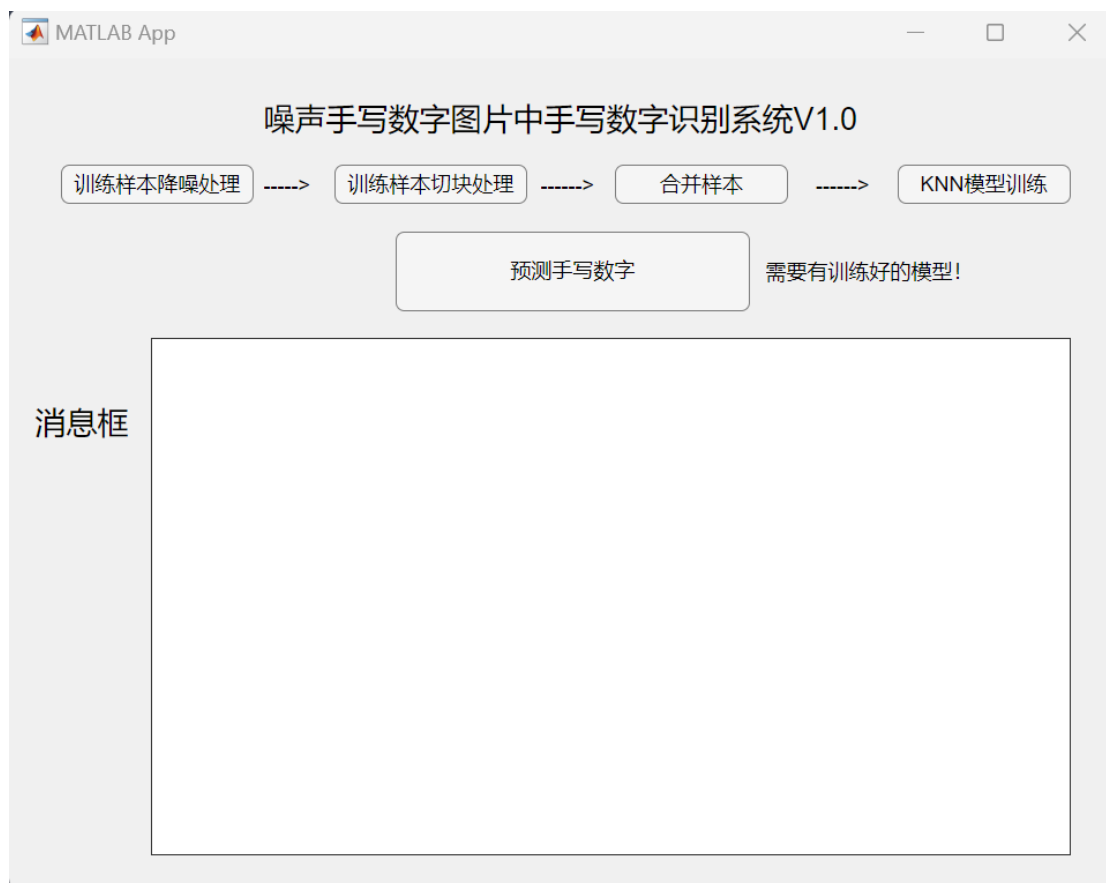 MATLAB App
噪声手写数字图片中手写数字识别系统V1.0
训练样本降噪处理 -----> 训练样本切块处理 ------> 合并样本 ------> KNN模型训练
预测手写数字 需要有训练好的模型!
消息框